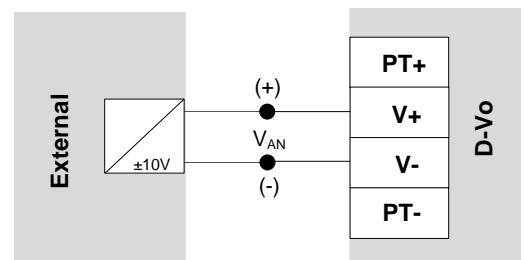 External
±10V
(+)
V_AN
(-)
PT+
V+
V-
PT-
D-Vo